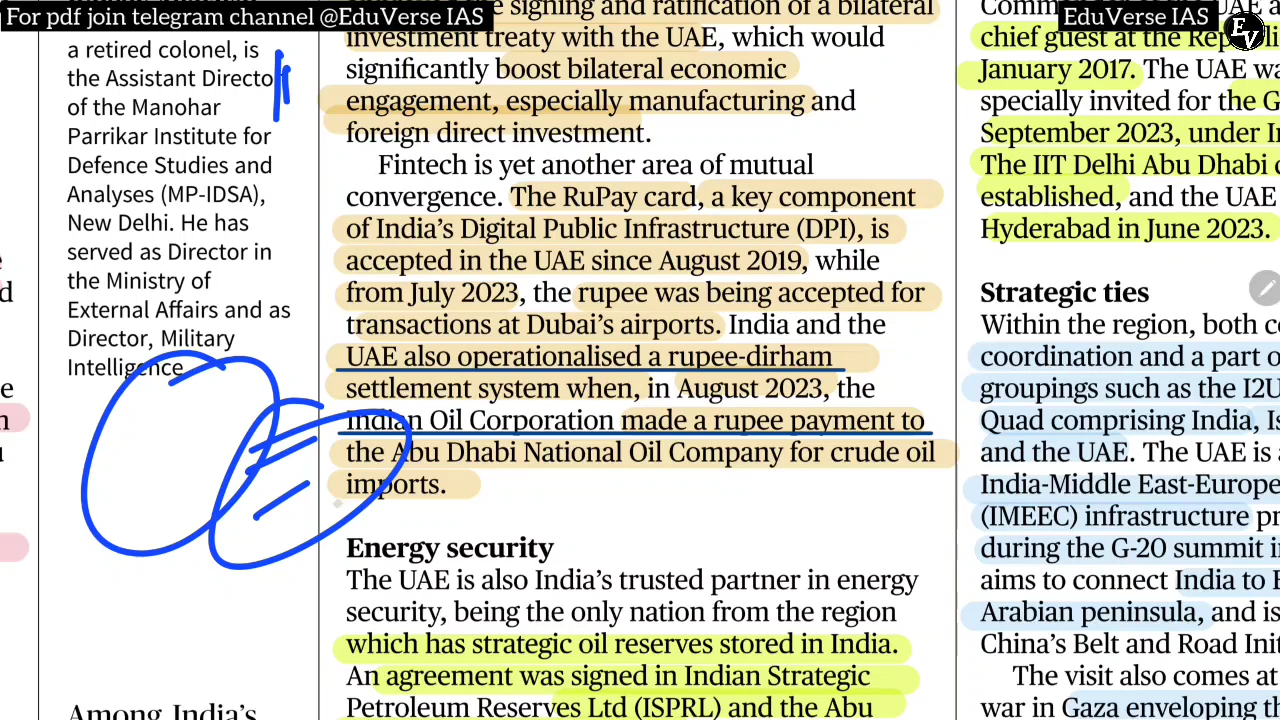 For pdf join telegram channel @EduVerse IAS
EduVerse IAS
EV
a retired colonel, is
the Assistant Director
of the Manohar
Parrikar Institute for
Defence Studies and
Analyses (MP-IDSA),
New Delhi. He has
served as Director in
the Ministry of
External Affairs and as
Director, Military
Intelligence
Among India's
signing and ratification of a bilateral
investment treaty with the UAE, which would
significantly boost bilateral economic
engagement, especially manufacturing and
foreign direct investment.
Fintech is yet another area of mutual
convergence. The RuPay card, a key component
of India's Digital Public Infrastructure (DPI), is
accepted in the UAE since August 2019, while
from July 2023, the rupee was being accepted for
transactions at Dubai's airports. India and the
UAE also operationalised a rupee-dirham
settlement system when, in August 2023, the
Indian Oil Corporation made a rupee payment to
the Abu Dhabi National Oil Company for crude oil
imports.
Energy security
The UAE is also India's trusted partner in energy
security, being the only nation from the region
which has strategic oil reserves stored in India.
An agreement was signed in Indian Strategic
Petroleum Reserves Ltd (ISPRL) and the Abu
UAE
chief guest at the
January 2017. The UAE
specially invited for the
September 2023, under
The IIT Delhi Abu Dhabi
established, and the UAE
Hyderabad in June 2023.
Strategic ties
Within the region, both
coordination and a part
groupings such as the
Quad comprising India,
and the UAE. The UAE is
India-Middle
(IMEEC) infrastructure
during the G-20 summit
aims to connect India to
Arabian peninsula, and
China's Belt and Road
The visit also comes at
war in Gaza enveloping